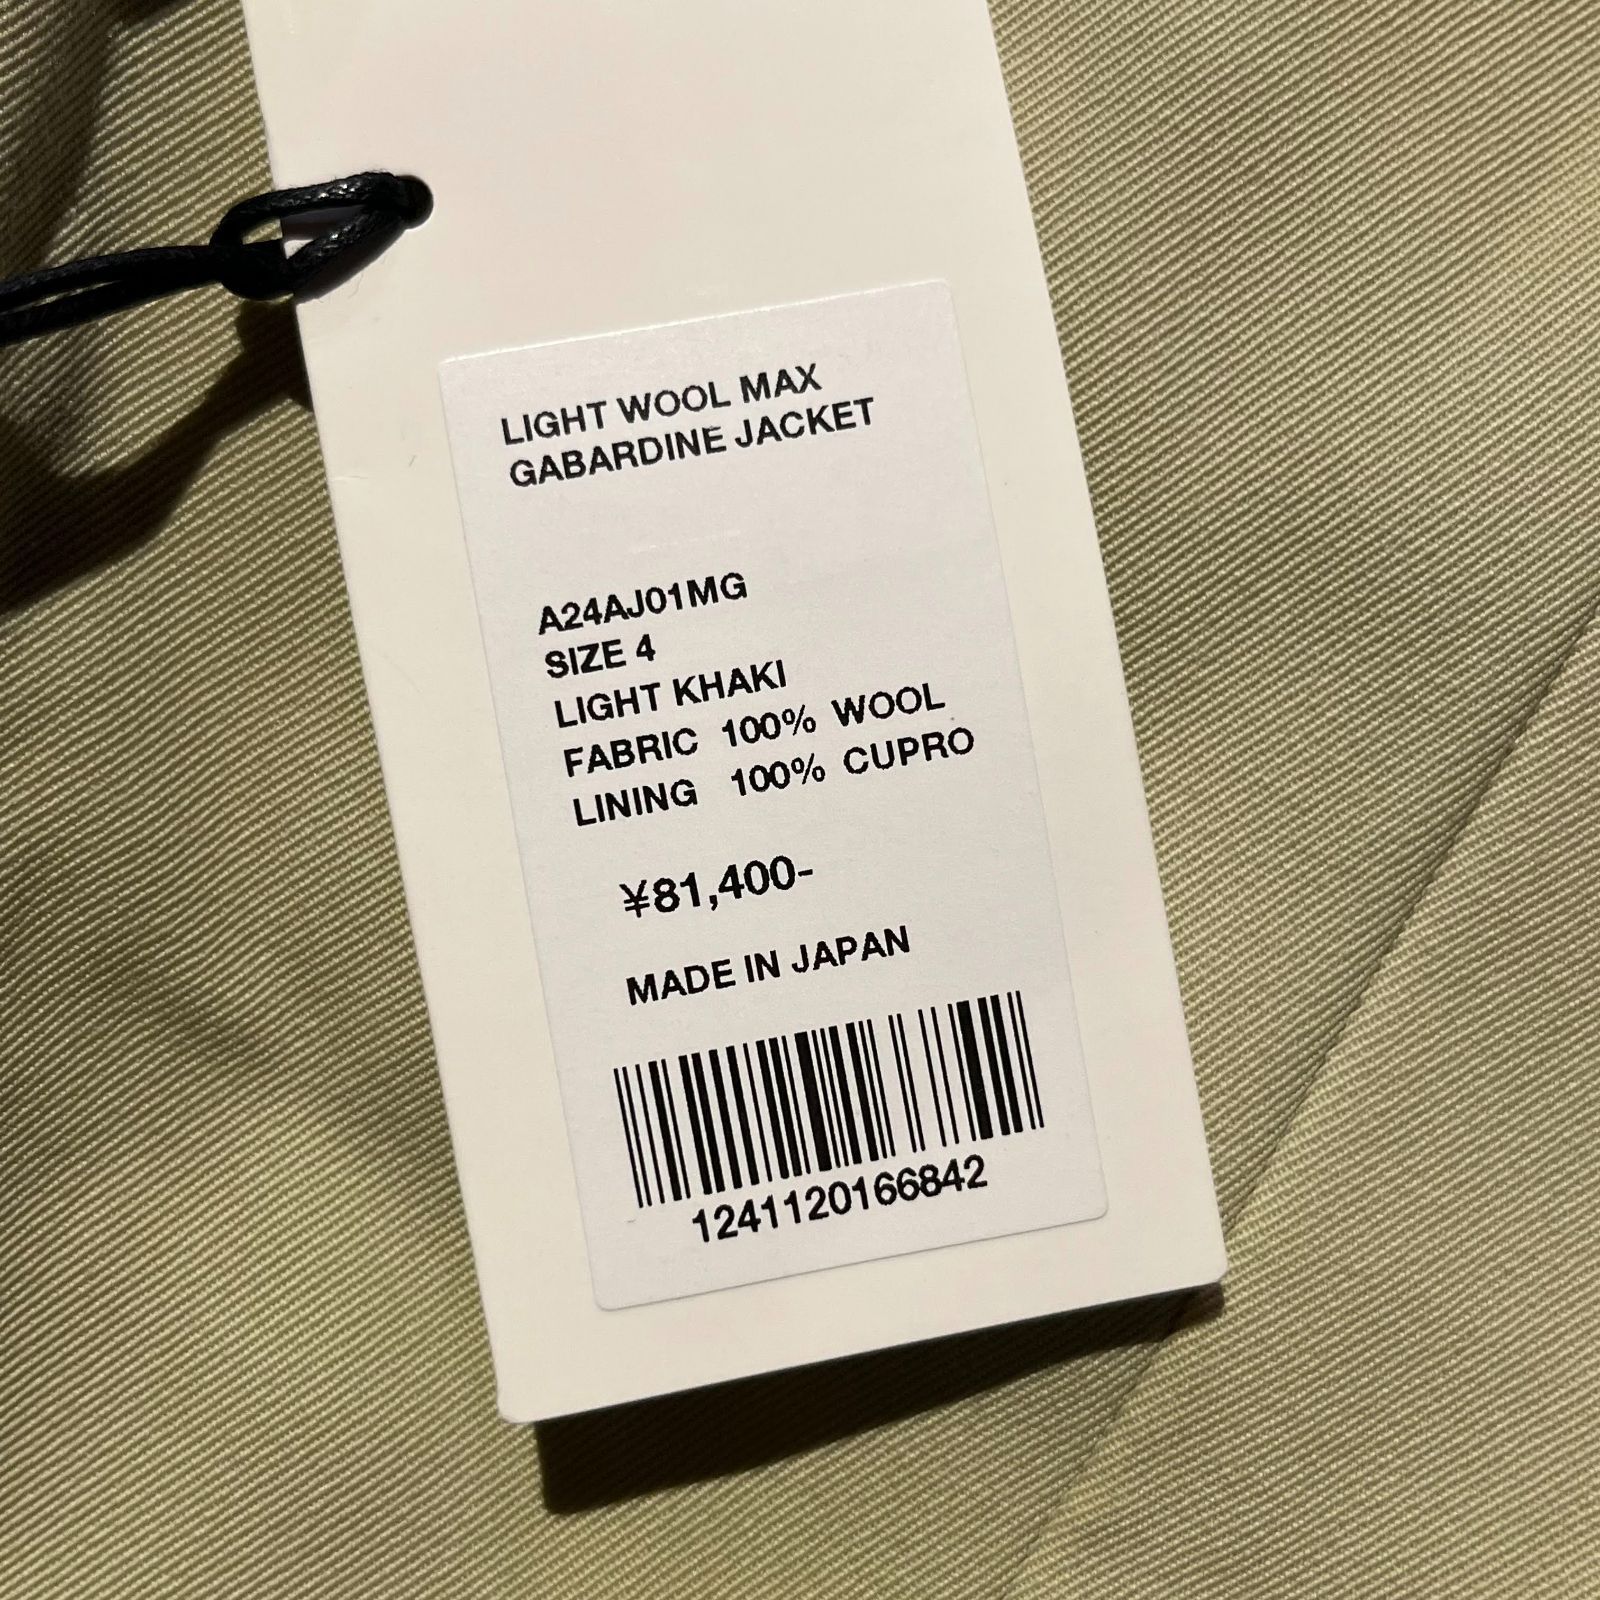 LIGHT WOOL MAX
GABARDINE JACKET
A24AJ01MG
SIZE 4
LIGHT KHAKI
FABRIC 100% WOOL
LINING 100% CUPRO
¥81,400-
MADE IN JAPAN
1241120166842